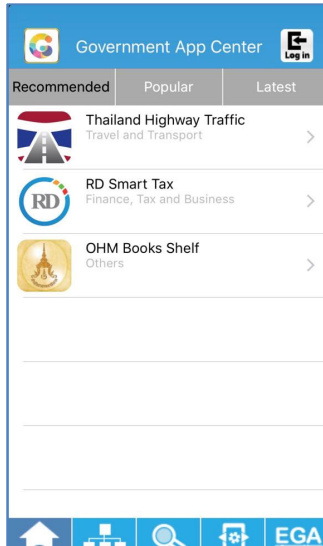 Government App Center
Log in
Recommended
Popular
Latest
Thailand Highway Traffic
Travel and Transport
RD
RD Smart Tax
Finance, Tax and Business
OHM Books Shelf
Others
EGA